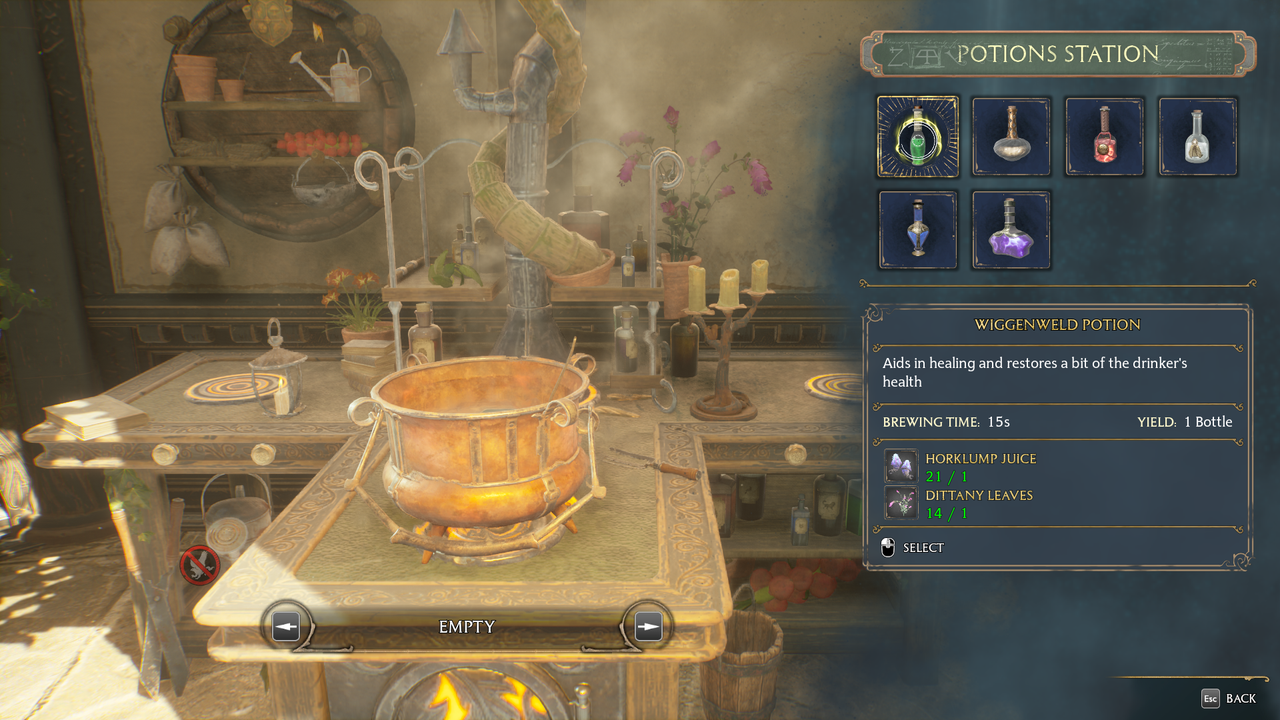 POTIONS STATION
WIGGENWELD POTION
Aids in healing and restores a bit of the drinker's
health
BREWING TIME: 15s YIELD: 1 Bottle
HORKLUMP JUICE
21 / 1
DITTANY LEAVES
14 / 1
SELECT
EMPTY
Esc BACK